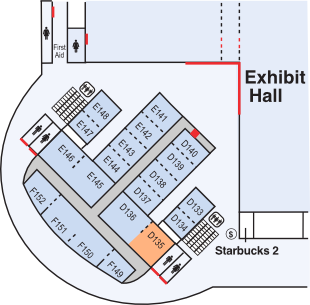 First
Aid
Exhibit
Hall
E148
E147
E141
E142
E143
E144
D140
D139
D138
D137
E146
E145
D136
D135
D133
D134
F152
F151
F150
F149
S
Starbucks 2